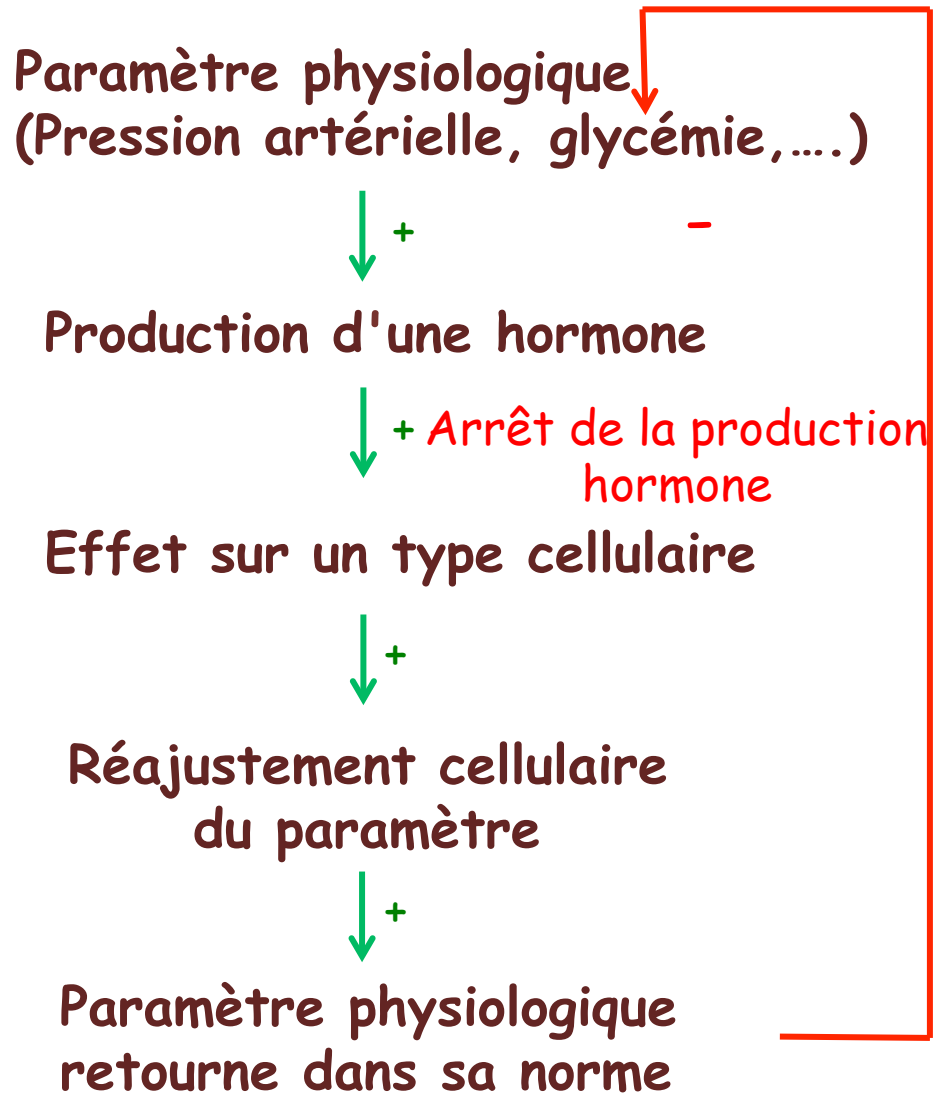 Paramètre physiologique
(Pression artérielle, glycémie,….)
+
-
Production d'une hormone
+ Arrêt de la production
hormone
Effet sur un type cellulaire
+
Réajustement cellulaire
du paramètre
+
Paramètre physiologique
retourne dans sa norme